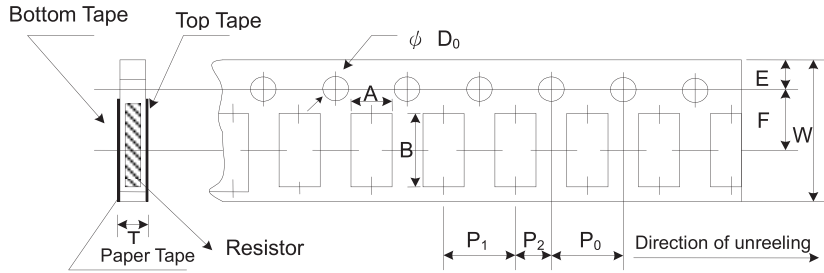 Bottom Tape
Top Tape
ϕ D₀
E
A
F
W
B
T
Paper Tape
Resistor
P₁
P₂
P₀
Direction of unreeling